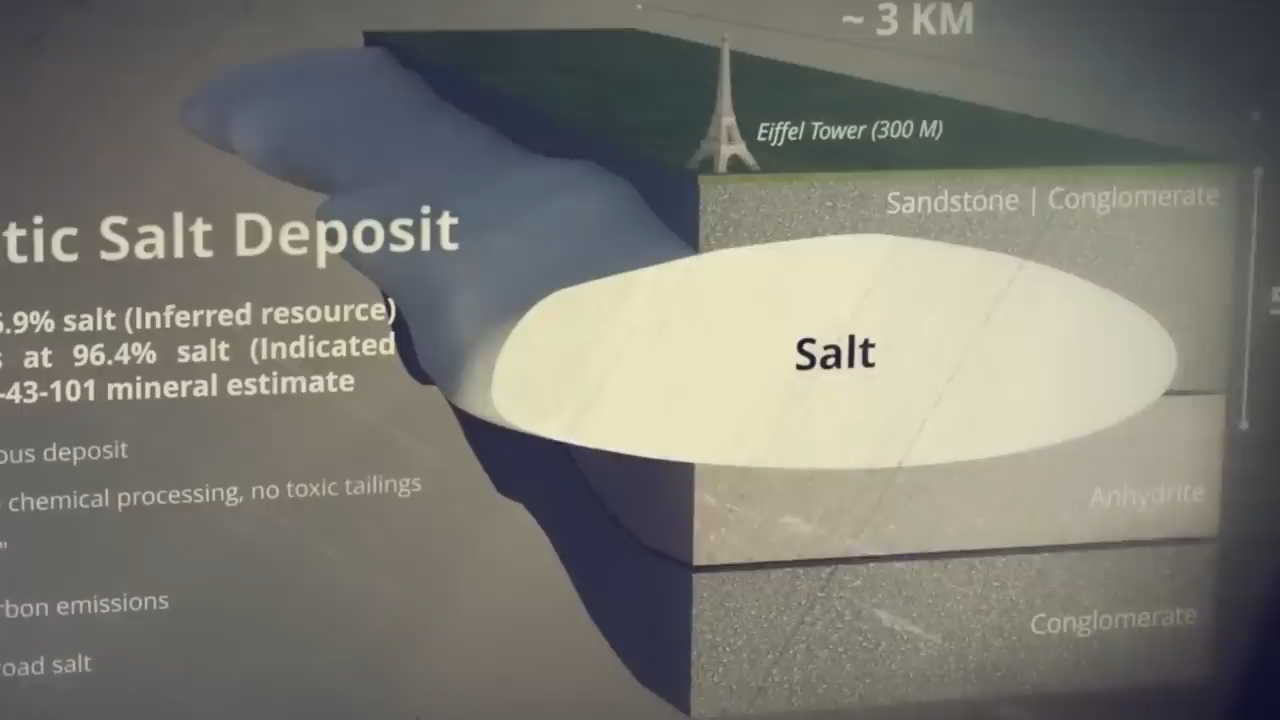 ~ 3 KM
Eiffel Tower (300 M)
Sandstone | Conglomerate
tic Salt Deposit
.9% salt (Inferred resource)
at 96.4% salt (Indicated
-43-101 mineral estimate
ous deposit
chemical processing, no toxic tailings
rbon emissions
oad salt
Salt
Anhydrite
Conglomerate